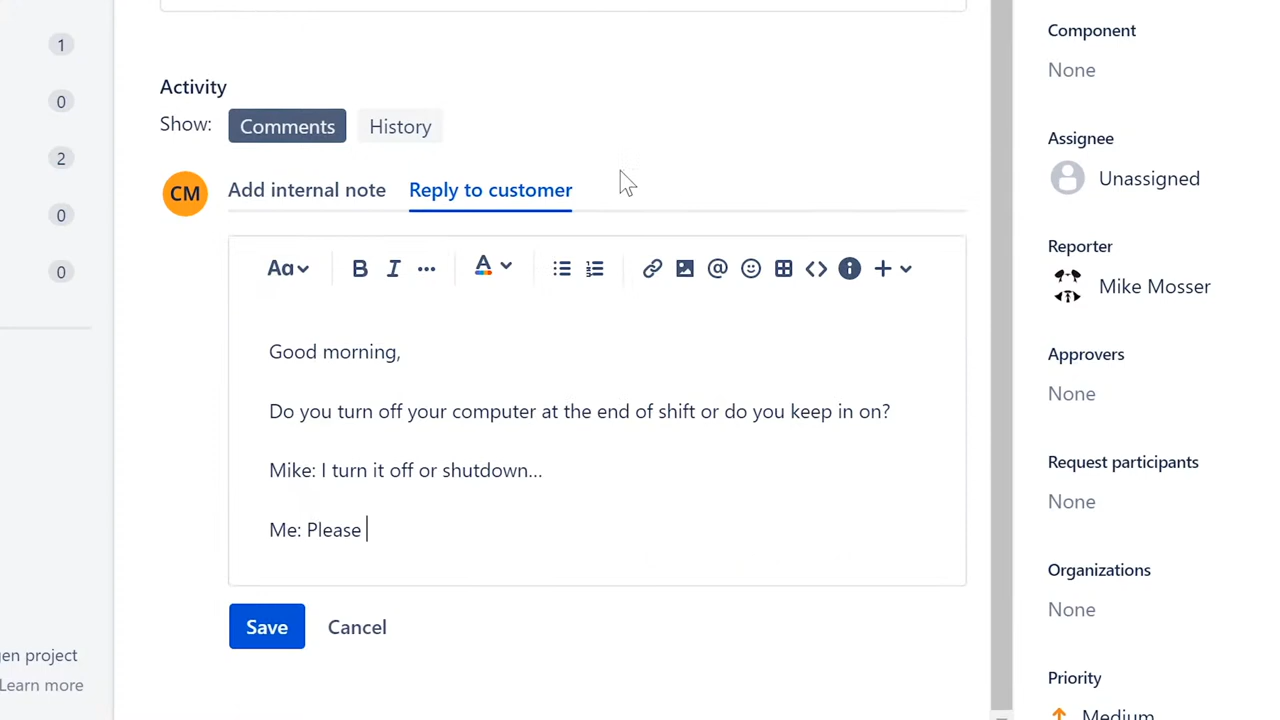 1
0
2
0
0
gen project
Learn more
Activity
Show: Comments History
CM Add internal note Reply to customer
Aa B I ... A @ <> i +
Good morning,
Do you turn off your computer at the end of shift or do you keep in on?
Mike: I turn it off or shutdown...
Me: Please
Save Cancel
Component
None
Assignee
Unassigned
Reporter
Mike Mosser
Approvers
None
Request participants
None
Organizations
None
Priority
Medium